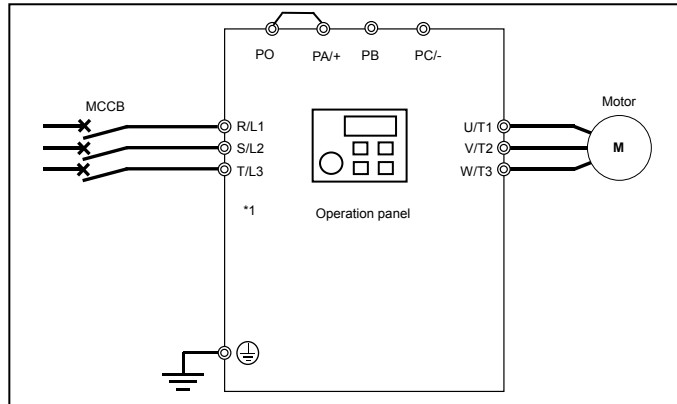 PO PA/+ PB PC/-
MCCB
Motor
R/L1
S/L2
T/L3
U/T1
V/T2
W/T3
M
*1
Operation panel